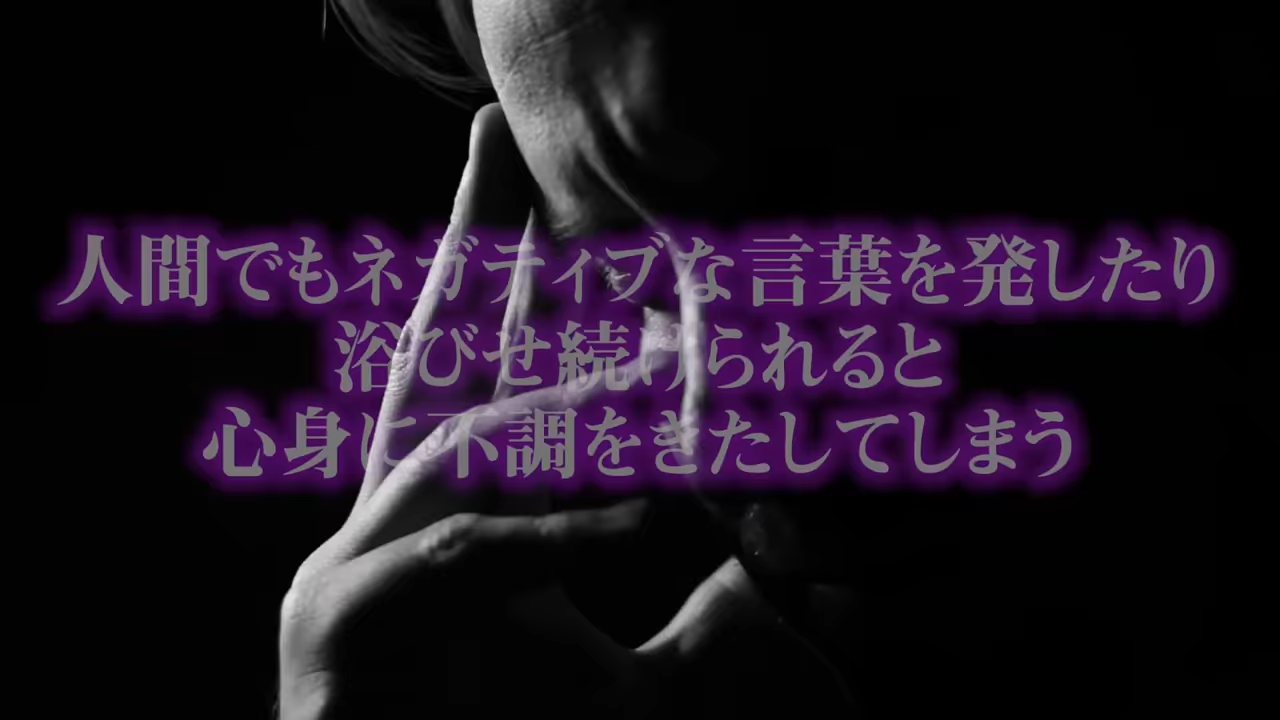 人間でもネガティブな言葉を発したり
浴びせ続けられると
心身に不調をきたしてしまう